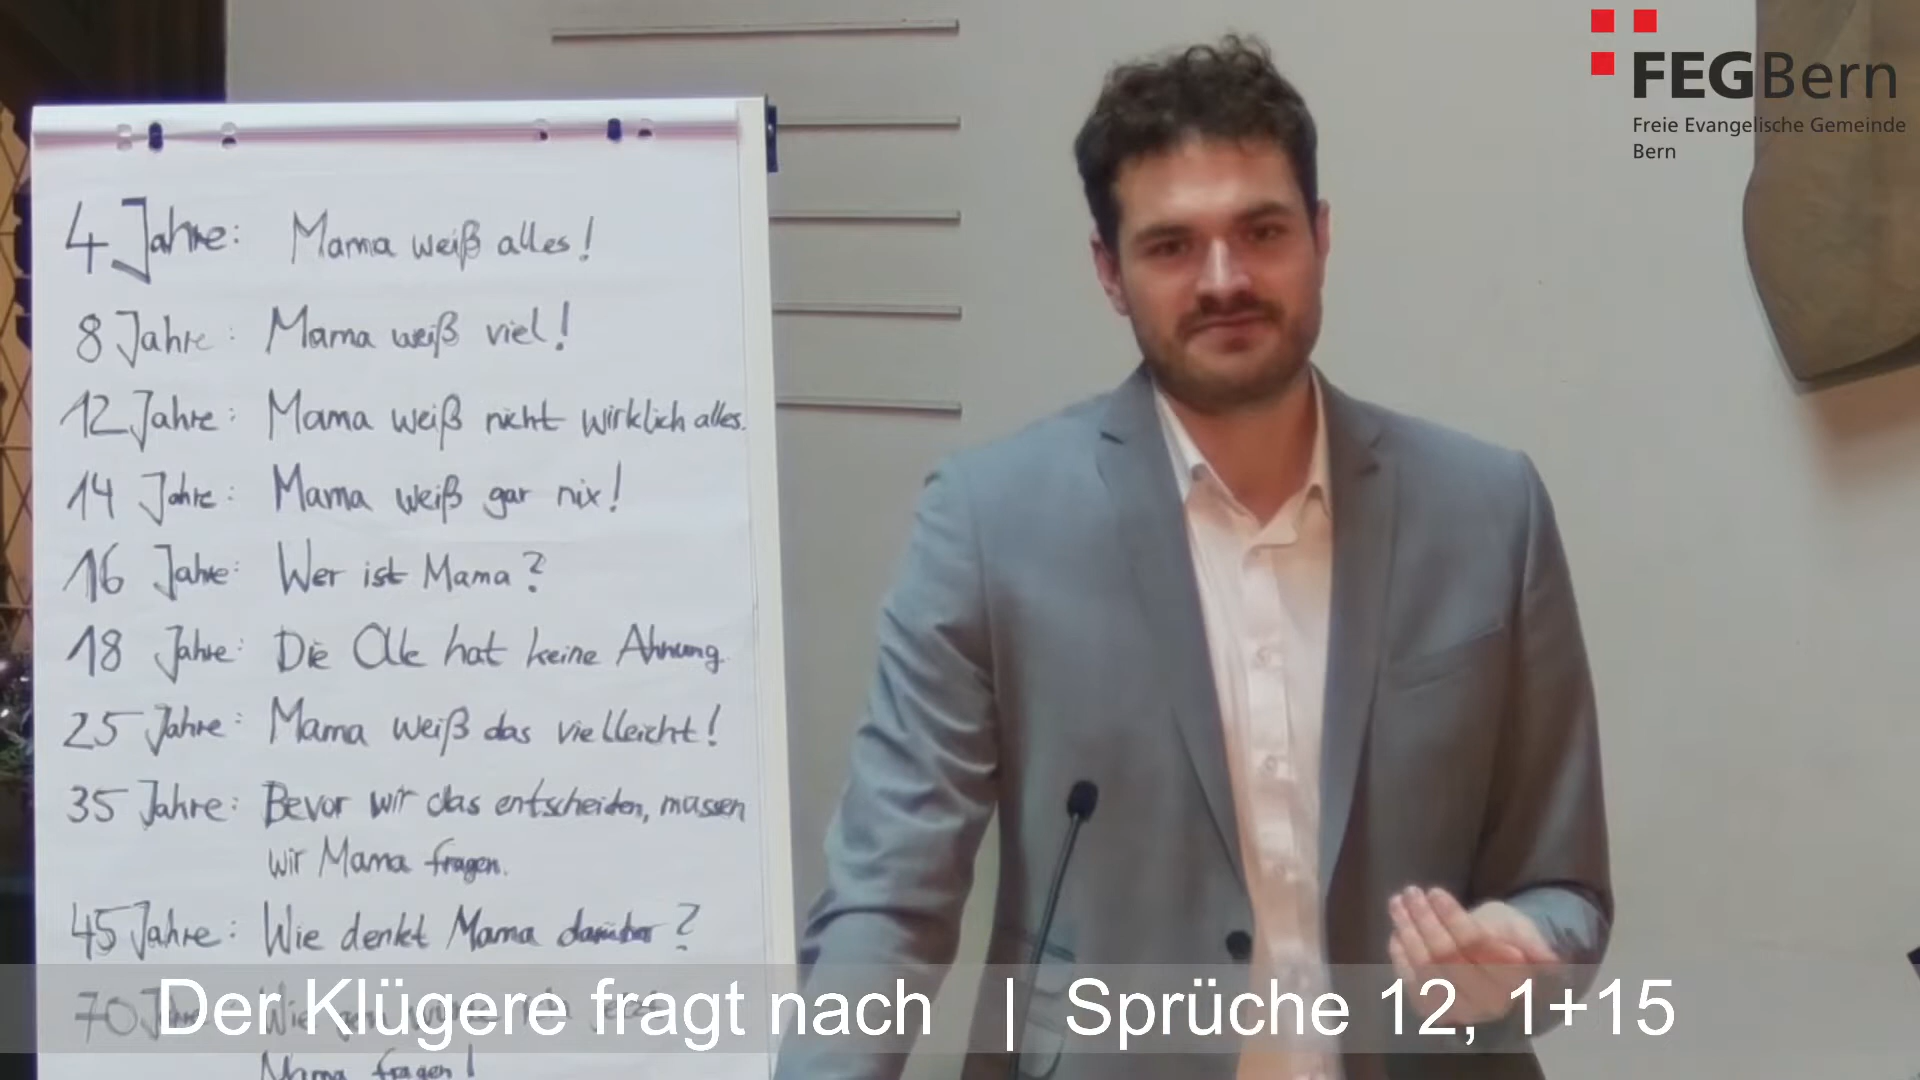 FEGBern
Freie Evangelische Gemeinde
Bern
4 Jahre: Mama weiß alles!
8 Jahre: Mama weiß viel!
12 Jahre: Mama weiß nicht wirklich alles.
14 Jahre: Mama weiß gar nix!
16 Jahre: Wer ist Mama?
18 Jahre: Die Alte hat keine Ahnung.
25 Jahre: Mama weiß das vielleicht!
35 Jahre: Bevor wir das entscheiden, müssen
wir Mama fragen.
45 Jahre: Wie denkt Mama darüber?
70
Mama fragen!
Der Klügere fragt nach | Sprüche 12, 1+15